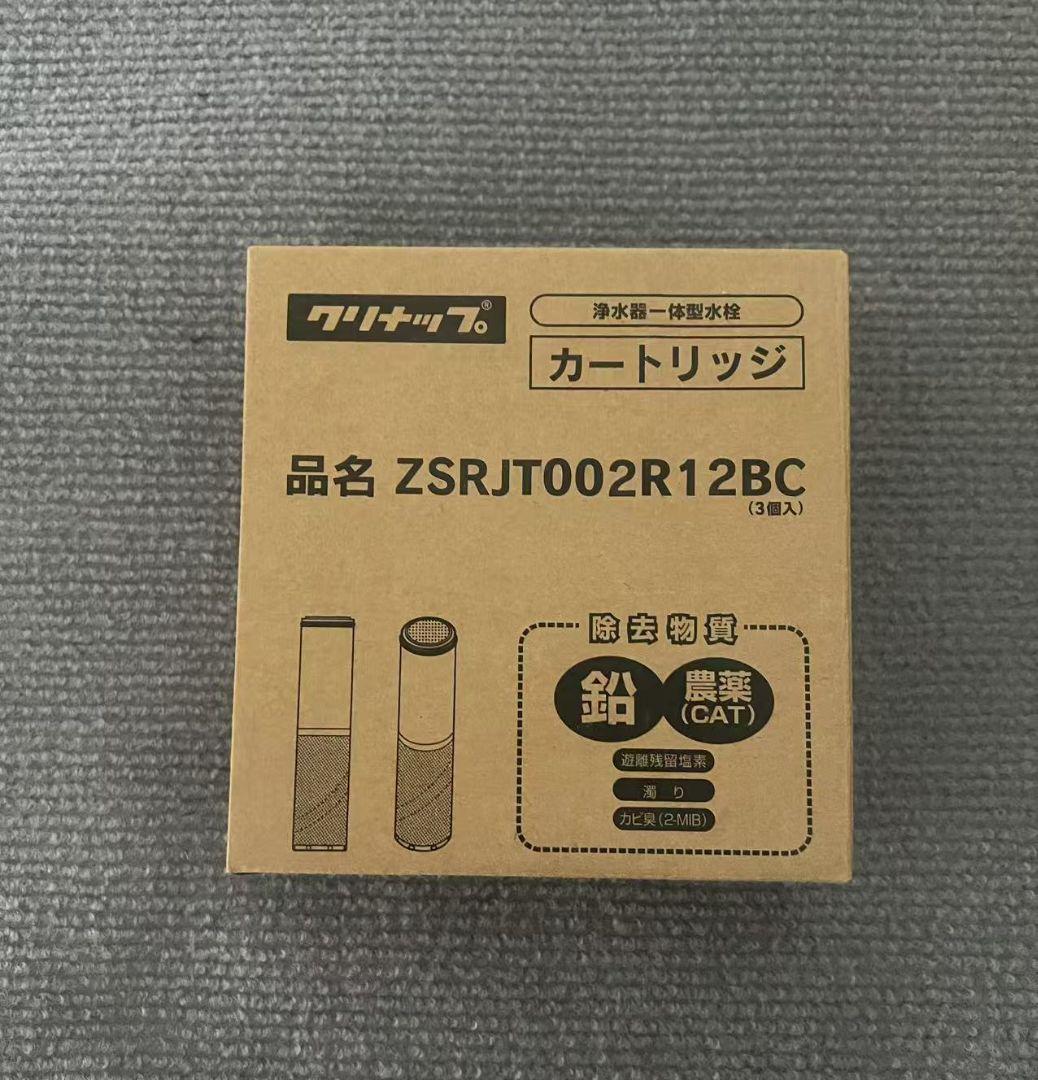 クリナップ®
浄水器一体型水栓
カートリッジ
品名 ZSRJT002R12BC
(3個入)
除去物質
鉛
農薬
(CAT)
遊離残留塩素
濁り
カビ臭(2-MIB)